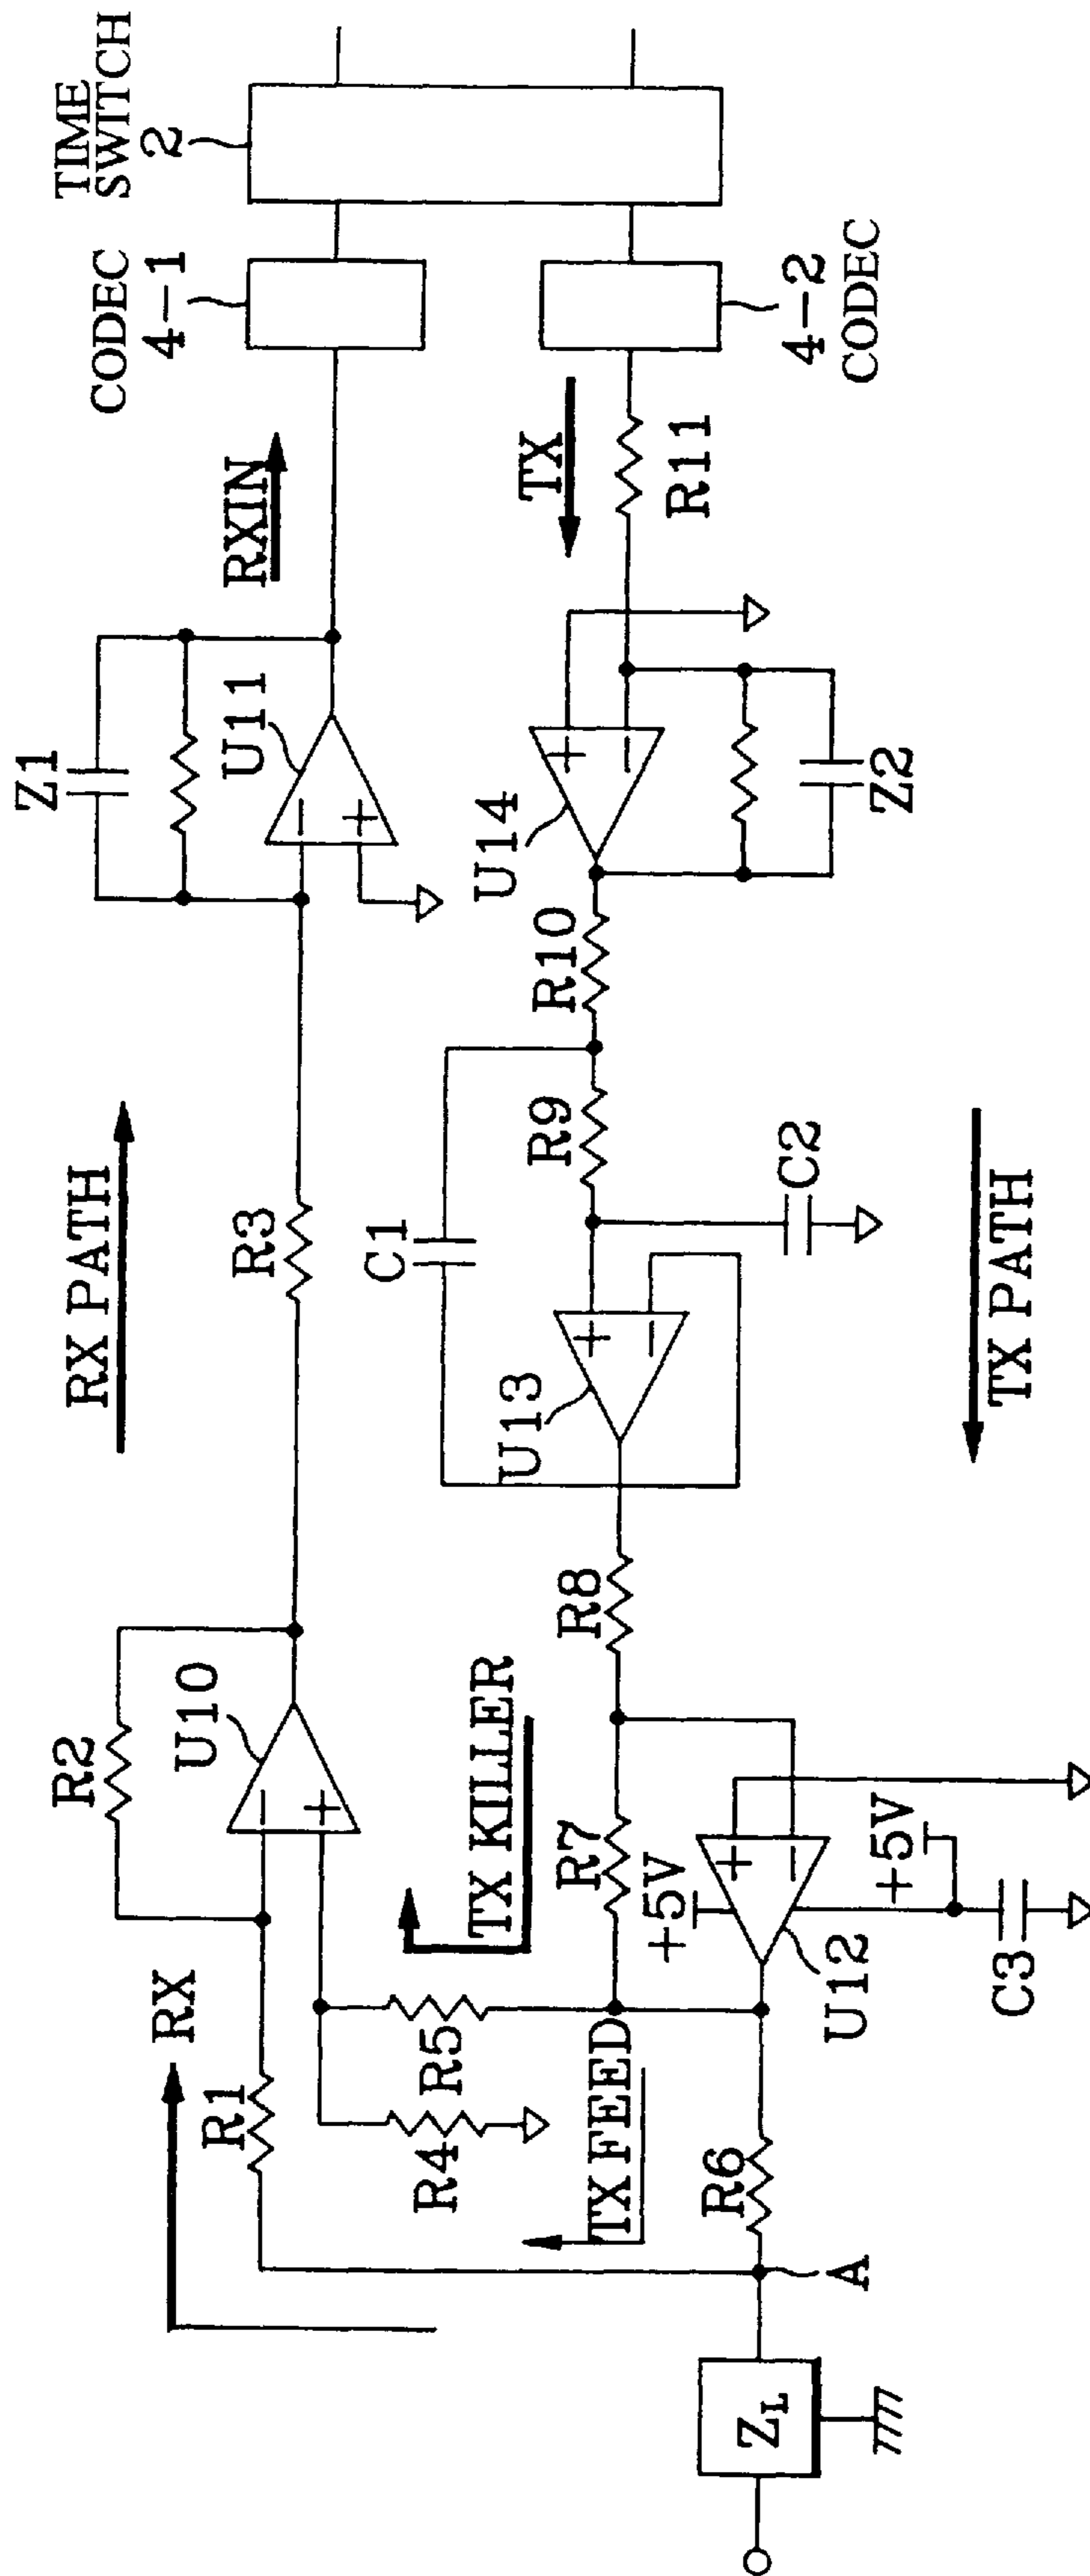 TIME
SWITCH
2
CODEC
4-1
4-2
CODEC
RXIN
TX
R11
Z1
U11
U14
Z2
RX PATH
R3
R10
R9
C1
C2
U13
TX PATH
R8
R2
U10
TX KILLER
R7
+5V
+5V
U12
C3
RX
R1
R5
R4
TX FEED
R6
A
ZL